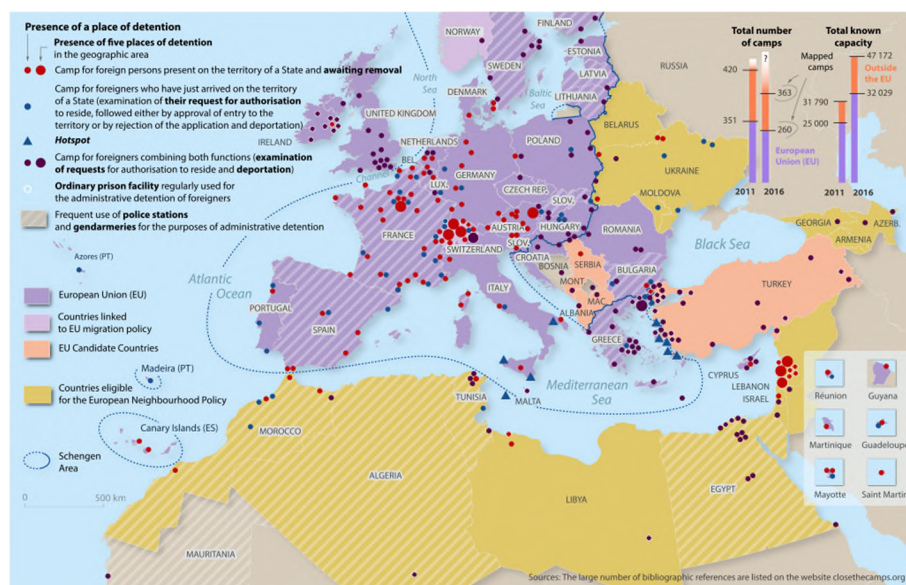 Presence of a place of detention
Presence of five places of detention
in the geographic area
Camp for foreign persons present on the territory of a State and awaiting removal
Camp for foreigners who have just arrived on the territory
of a State (examination of their request for authorisation
to reside, followed either by approval of entry to the
territory or by rejection of the application and deportation)
Hotspot
Camp for foreigners combining both functions (examination
of requests for authorisation to reside and deportation)
Ordinary prison facility regularly used for
the administrative detention of foreigners
Frequent use of police stations
and gendarmeries for the purposes of administrative detention
Azores (PT)
European Union (EU)
Countries linked
to EU migration policy
EU Candidate Countries
Madeira (PT)
Countries eligible
for the European Neighbourhood Policy
Canary Islands (ES)
Schengen
Area
0 500 km
NORWAY
FINLAND
SWEDEN
ESTONIA
LATVIA
LITHUANIA
RUSSIA
North
Sea
Baltic
Sea
DENMARK
UNITED KINGDOM
IRELAND
NETHERLANDS
BEL.
LUX.
Channel
GERMANY
POLAND
BELARUS
UKRAINE
MOLDOVA
CZECH REP.
SLOV.
AUSTRIA
HUNGARY
ROMANIA
FRANCE
SWITZERLAND
SLOV.
CROATIA
BOSNIA
SERBIA
MONT.
MAC.
ALBANIA
BULGARIA
Black Sea
GEORGIA
AZERB.
ARMENIA
Atlantic
Ocean
PORTUGAL
SPAIN
ITALY
GREECE
TURKEY
CYPRUS
LEBANON
ISRAEL
MALTA
Mediterranean
Sea
MOROCCO
ALGERIA
TUNISIA
LIBYA
EGYPT
MAURITANIA
Total number
of camps
?
420
363
351
260
2011 2016
Mapped
camps
Total known
capacity
47 172
Outside
the EU
31 790
32 029
25 000
European
Union (EU)
2011 2016
Réunion
Guyana
Martinique
Guadeloupe
Mayotte
Saint Martin
Sources: The large number of bibliographic references are listed on the website closethecamps.org